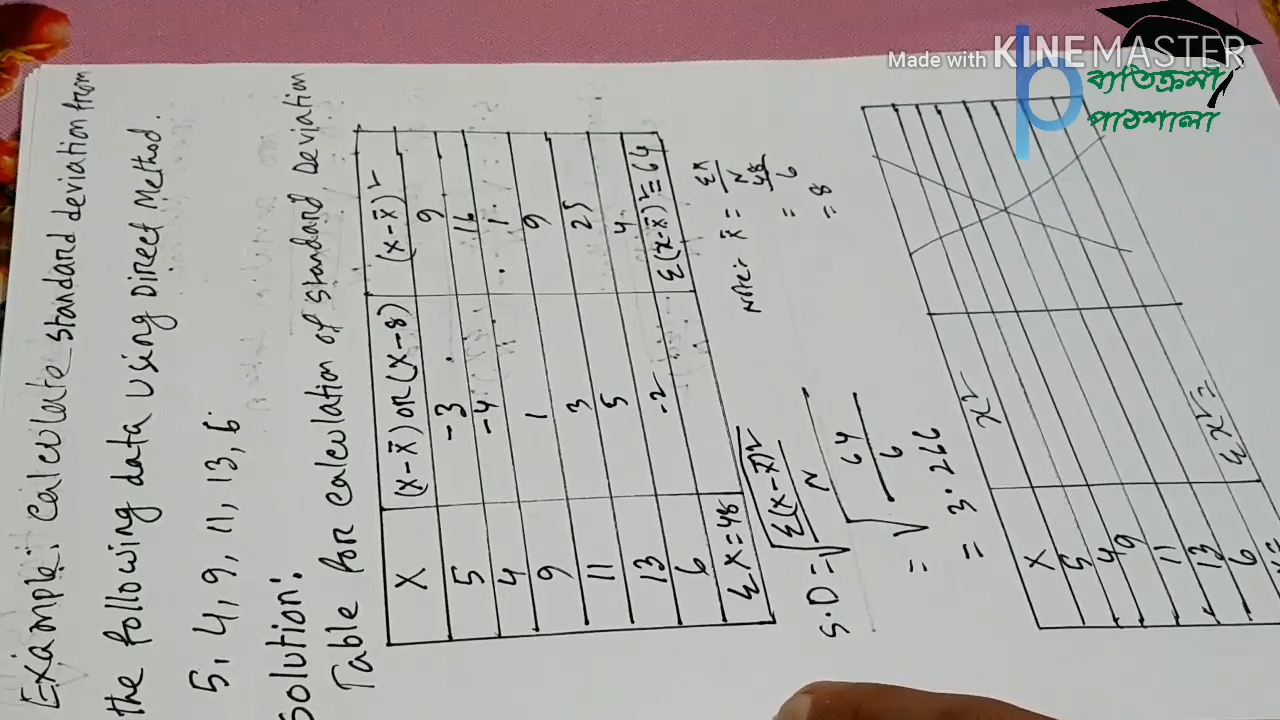 Example: Calculate standard deviation from
the following data using Direct Method.
5, 4, 9, 11, 13, 6
Solution:
Table for calculation of standard Deviation
X (x-x̄) or (x-8) (x-x̄)²
5 -3 9
4 -4 16
9 1 1
11 3 9
13 5 25
6 -2 4
Σx=48 Σ(x-x̄)²=64
S.D = √Σ(x-x̄)²/N
= √64/6
= 3.266
Note: x̄ = Σx/N
= 48/6
= 8
X x²
5
4
9
11
13
6
Σx²=
Made with KINEMASTER
ব্যতিক্রমী
পাঠশালা